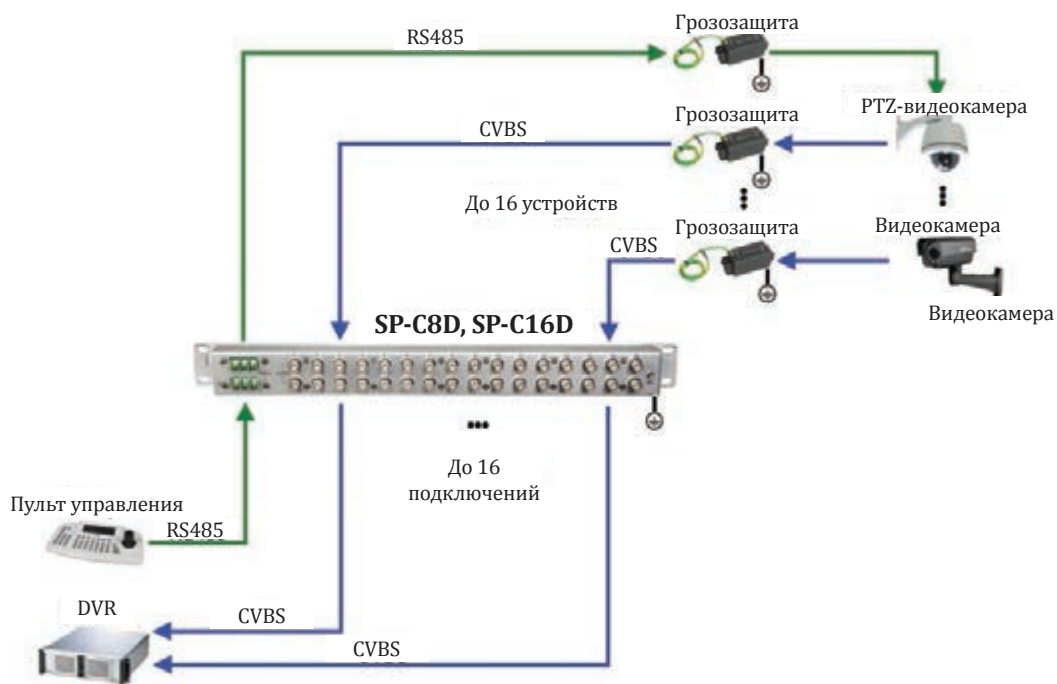 Грозозащита
RS485
PTZ-видеокамера
Грозозащита
CVBS
До 16 устройств
Грозозащита
Видеокамера
CVBS
Видеокамера
SP-C8D, SP-C16D
До 16
подключений
Пульт управления
RS485
DVR
CVBS
CVBS